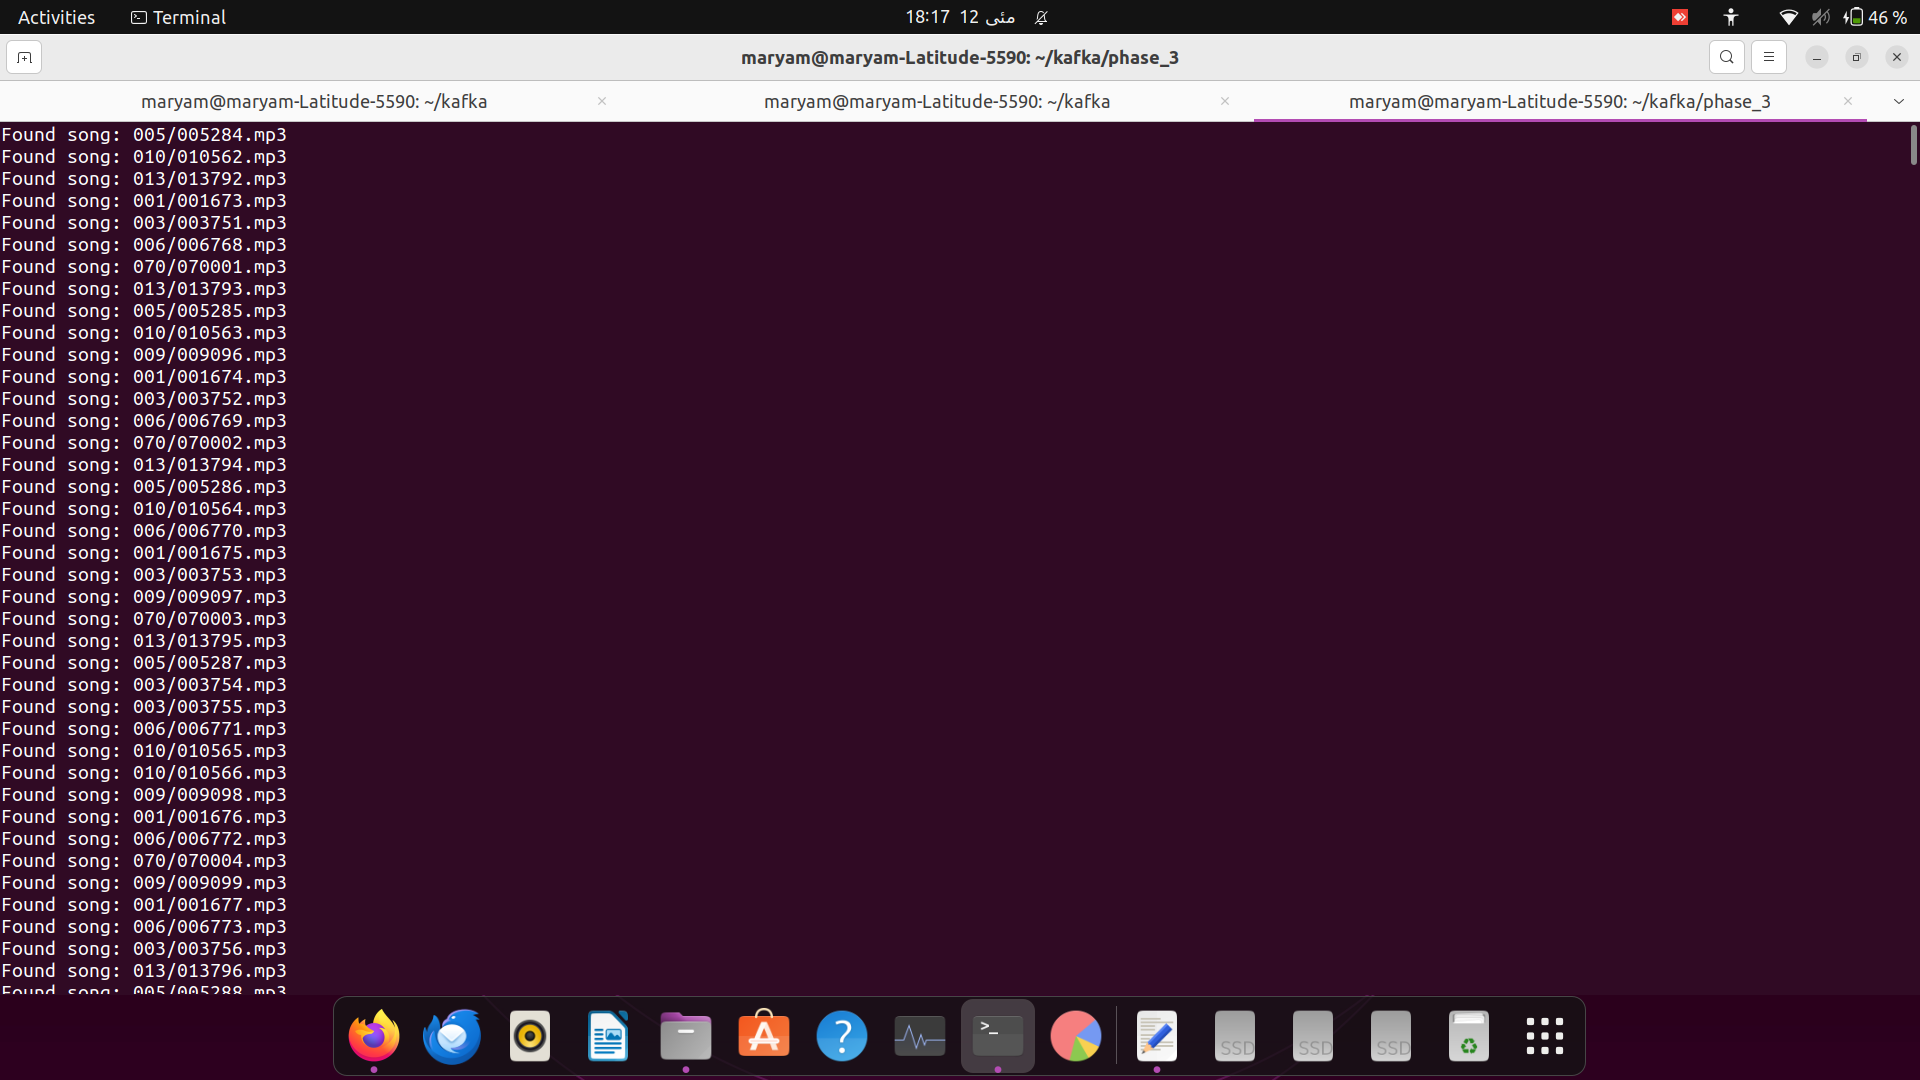 Activities
Terminal
18:17 12 مئی
46 %
maryam@maryam-Latitude-5590: ~/kafka/phase_3
maryam@maryam-Latitude-5590: ~/kafka
maryam@maryam-Latitude-5590: ~/kafka
maryam@maryam-Latitude-5590: ~/kafka/phase_3
Found song: 005/005284.mp3
Found song: 010/010562.mp3
Found song: 013/013792.mp3
Found song: 001/001673.mp3
Found song: 003/003751.mp3
Found song: 006/006768.mp3
Found song: 070/070001.mp3
Found song: 013/013793.mp3
Found song: 005/005285.mp3
Found song: 010/010563.mp3
Found song: 009/009096.mp3
Found song: 001/001674.mp3
Found song: 003/003752.mp3
Found song: 006/006769.mp3
Found song: 070/070002.mp3
Found song: 013/013794.mp3
Found song: 005/005286.mp3
Found song: 010/010564.mp3
Found song: 006/006770.mp3
Found song: 001/001675.mp3
Found song: 003/003753.mp3
Found song: 009/009097.mp3
Found song: 070/070003.mp3
Found song: 013/013795.mp3
Found song: 005/005287.mp3
Found song: 003/003754.mp3
Found song: 003/003755.mp3
Found song: 006/006771.mp3
Found song: 010/010565.mp3
Found song: 010/010566.mp3
Found song: 009/009098.mp3
Found song: 001/001676.mp3
Found song: 006/006772.mp3
Found song: 070/070004.mp3
Found song: 009/009099.mp3
Found song: 001/001677.mp3
Found song: 006/006773.mp3
Found song: 003/003756.mp3
Found song: 013/013796.mp3
Found song: 005/005288.mp3
SSD
SSD
SSD